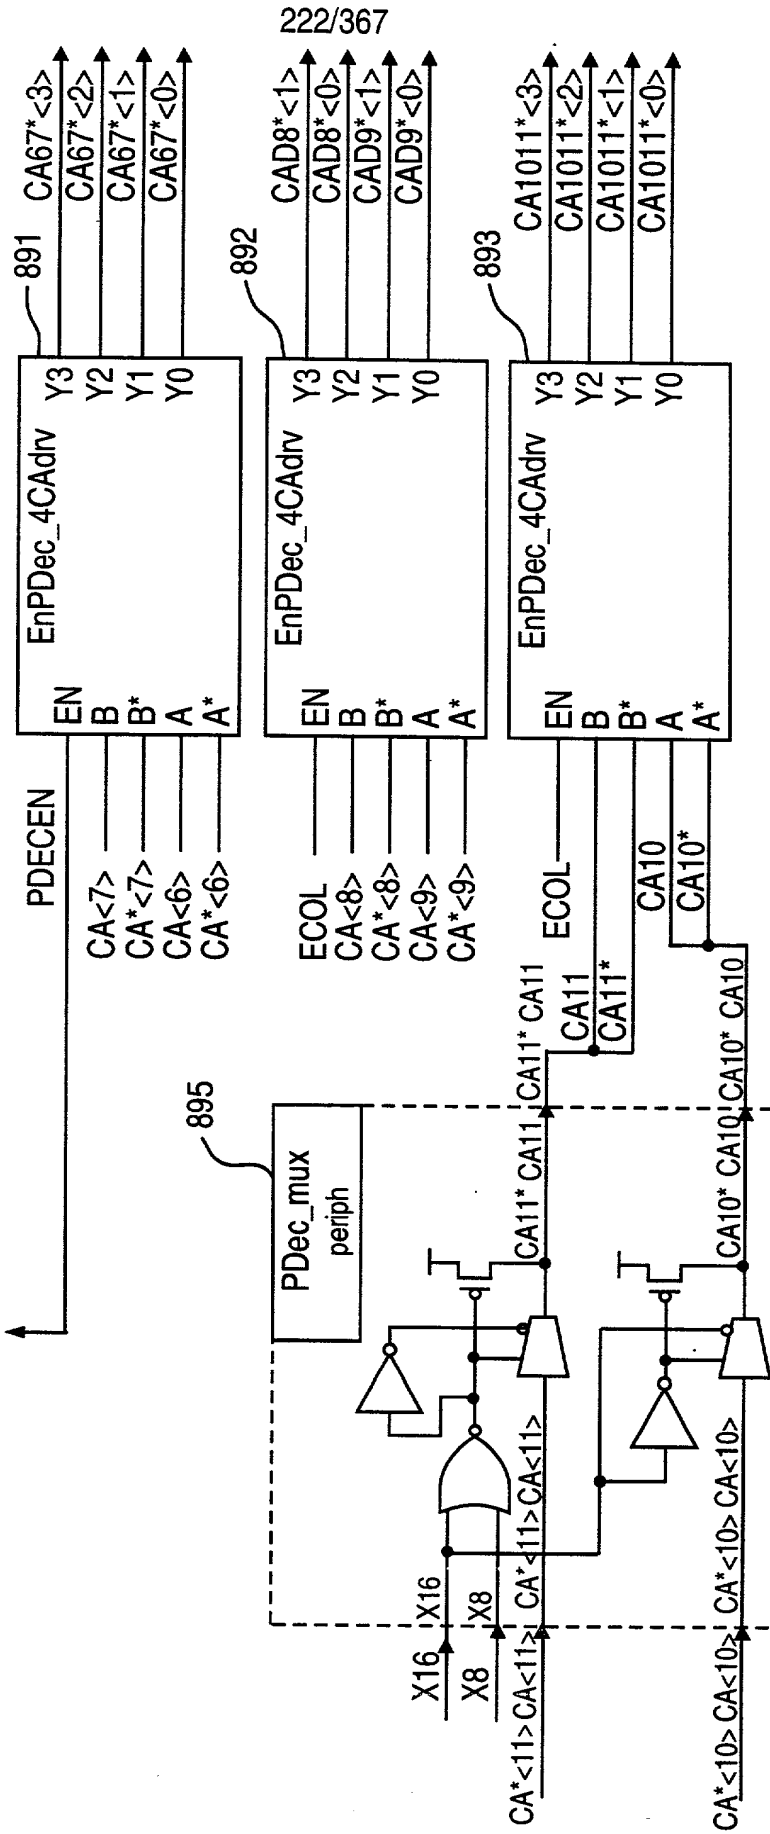 222/367
PDECEN
EN
B
B*
A
A*
CA<7>
CA*<7>
CA<6>
CA*<6>
EnPDec_4CAdrv
Y3
Y2
Y1
Y0
891
CA67*<3>
CA67*<2>
CA67*<1>
CA67*<0>
ECOL
CA<8>
CA*<8>
CA<9>
CA*<9>
EN
B
B*
A
A*
EnPDec_4CAdrv
Y3
Y2
Y1
Y0
892
CAD8*<1>
CAD8*<0>
CAD9*<1>
CAD9*<0>
ECOL
EN
B
B*
A
A*
EnPDec_4CAdrv
Y3
Y2
Y1
Y0
893
CA1011*<3>
CA1011*<2>
CA1011*<1>
CA1011*<0>
CA11
CA11*
CA10
CA10*
895
PDec_mux
periph
X16
X16
X8
X8
CA*<11> CA<11>
CA*<11> CA<11>
CA11* CA11
CA11* CA11
CA*<10> CA<10>
CA*<10> CA<10>
CA10* CA10
CA10* CA10